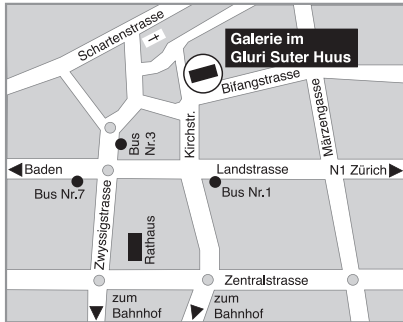 Schartenstrasse
Galerie im
Gluri Suter Huus
Bifangstrasse
Kirchstr.
Märzengasse
Bus
Nr.3
Baden
Landstrasse
N1 Zürich
Bus Nr.7
Bus Nr.1
Zwyssigstrasse
Rathaus
Zentralstrasse
zum
Bahnhof
zum
Bahnhof